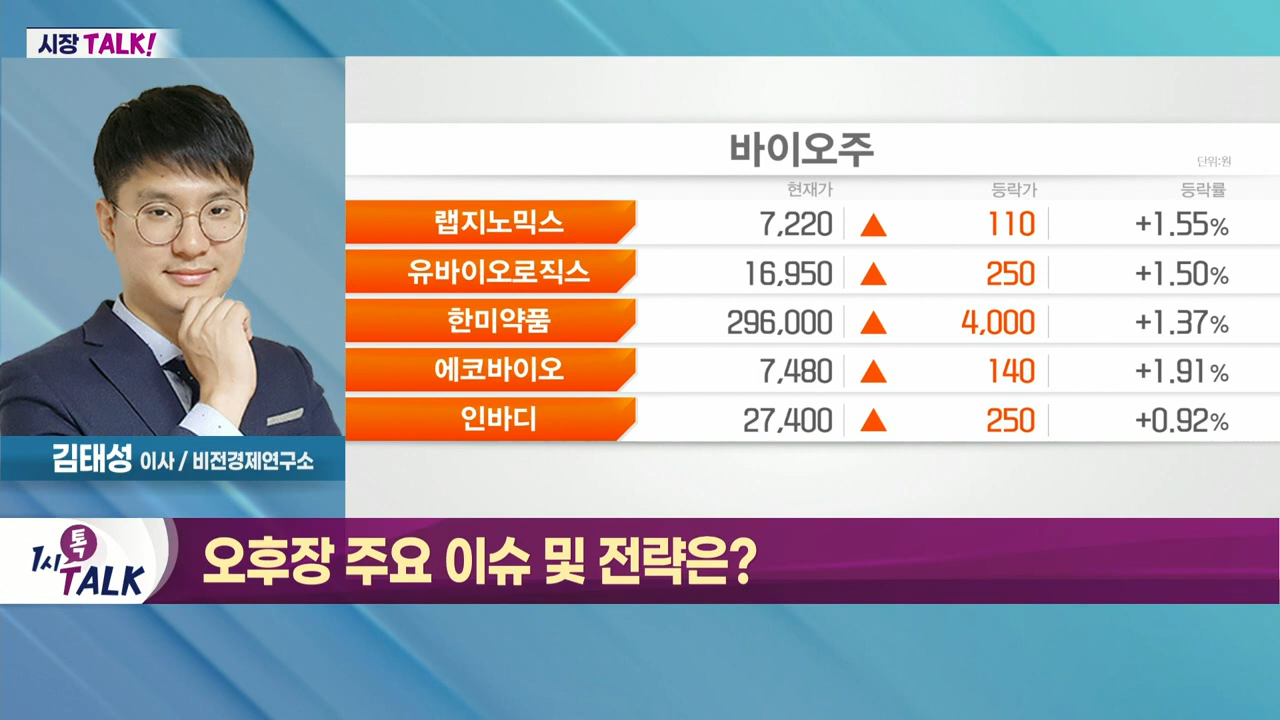 시장 TALK!
바이오주
단위:원
현재가 등락가 등락률
랩지노믹스 7,220 ▲ 110 +1.55%
유바이오로직스 16,950 ▲ 250 +1.50%
한미약품 296,000 ▲ 4,000 +1.37%
에코바이오 7,480 ▲ 140 +1.91%
인바디 27,400 ▲ 250 +0.92%
김태성 이사 / 비전경제연구소
1시 톡 TALK
오후장 주요 이슈 및 전략은?